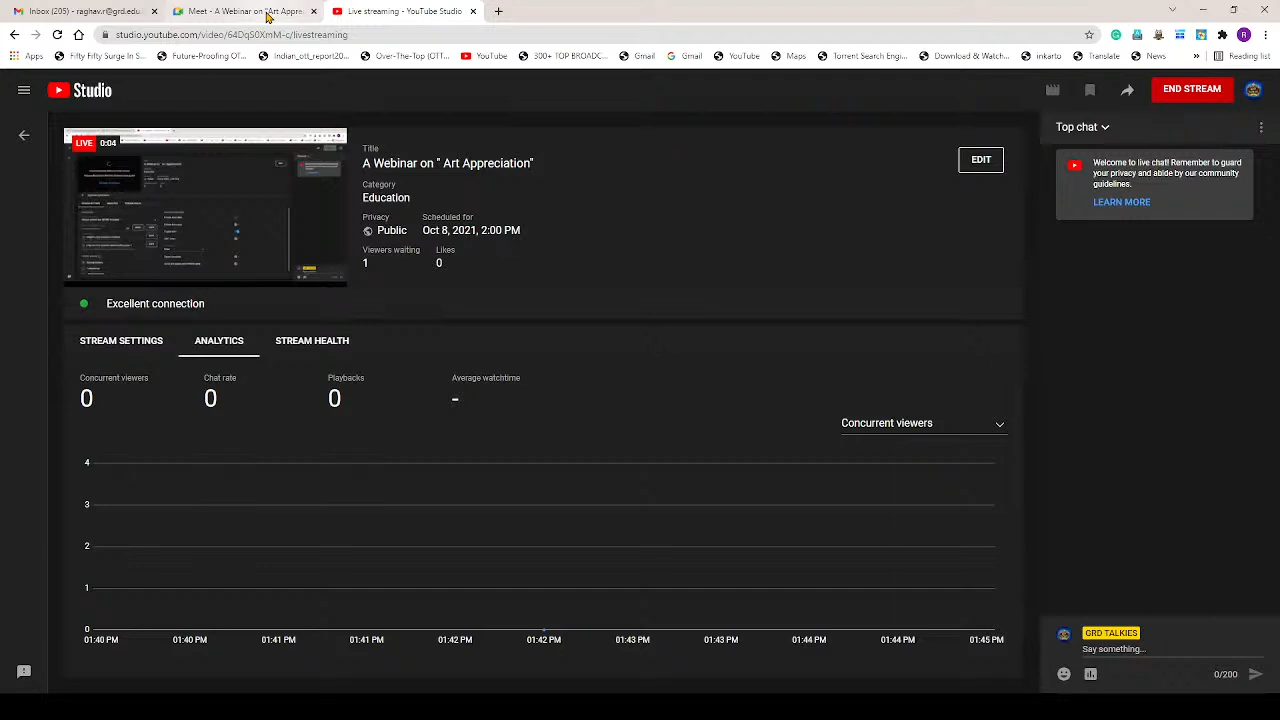 Inbox (205) - raghav.r@grd.edu.
Meet - A Webinar on "Art Apprec
Live streaming - YouTube Studio
studio.youtube.com/video/64DqS0XmM-c/livestreaming
Apps
Fifty Fifty Surge In S...
Future-Proofing OT...
Indian_ott_report20...
Over-The-Top (OTT...
YouTube
300+ TOP BROADC...
Gmail
Gmail
YouTube
Torrent Search Eng...
Download & Watch...
inkarto
Translate
News
»
Reading list
R
Studio
END STREAM
LIVE 0:04
Title
A Webinar on " Art Appreciation"
EDIT
Category
Education
Privacy
Scheduled for
Public
Oct 8, 2021, 2:00 PM
Viewers waiting
Likes
1
0
Excellent connection
STREAM SETTINGS
ANALYTICS
STREAM HEALTH
Concurrent viewers
Chat rate
Playbacks
Average watchtime
0
0
0
-
Concurrent viewers
4
3
2
1
0
01:40 PM
01:40 PM
01:41 PM
01:41 PM
01:42 PM
01:42 PM
01:43 PM
01:43 PM
01:44 PM
01:44 PM
01:45 PM
Top chat
Welcome to live chat! Remember to guard
your privacy and abide by our community
guidelines.
LEARN MORE
GRD TALKIES
Say something...
0/200